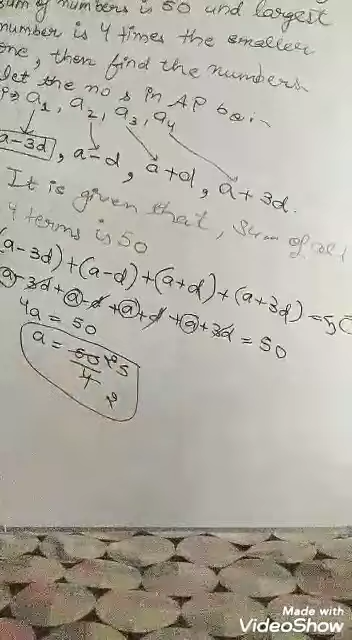 sum of numbers is 50 and largest
number is 4 times the smaller
one, then find the numbers
let the no s in AP be:-
a1, a2, a3, a4
a-3d, a-d, a+d, a+3d.
It is given that, Sum of all
4 terms is 50
(a-3d)+(a-d)+(a+d)+(a+3d)=50
a-3d+a-d+a+d+a+3d=50
4a=50
a=50 25
4 2
Made with
VideoShow